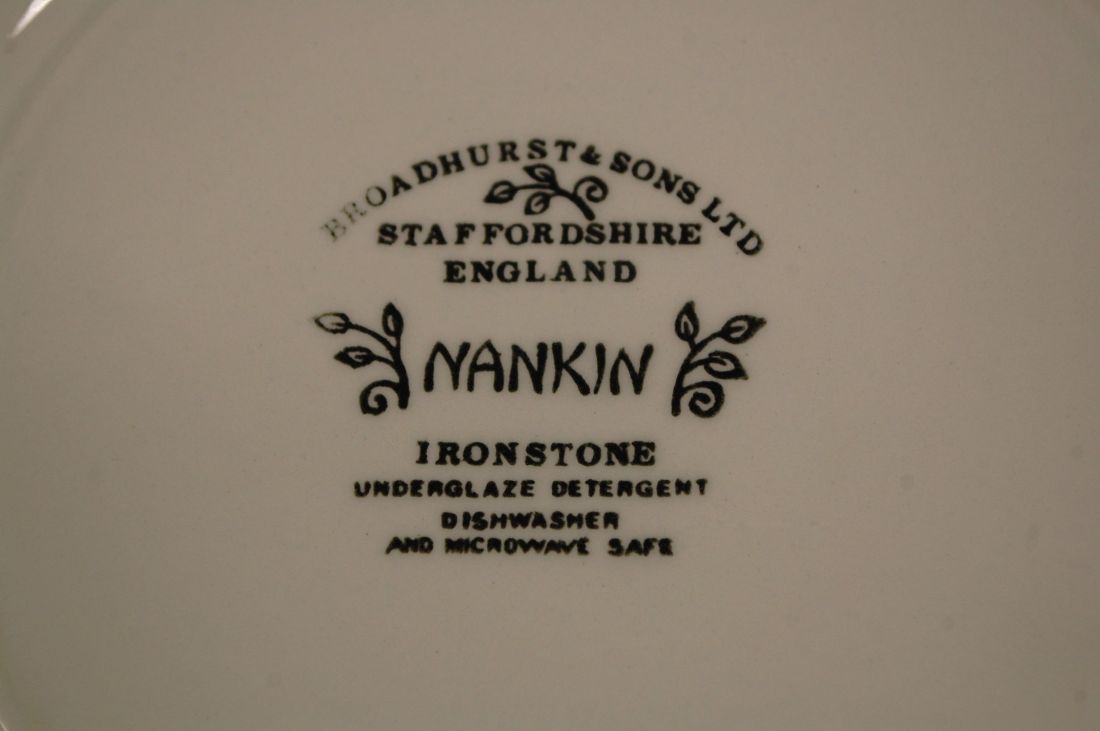 BROADHURST & SONS LTD
STAFFORDSHIRE
ENGLAND
NANKIN
IRONSTONE
UNDERGLAZE DETERGENT
DISHWASHER
AND MICROWAVE SAFE